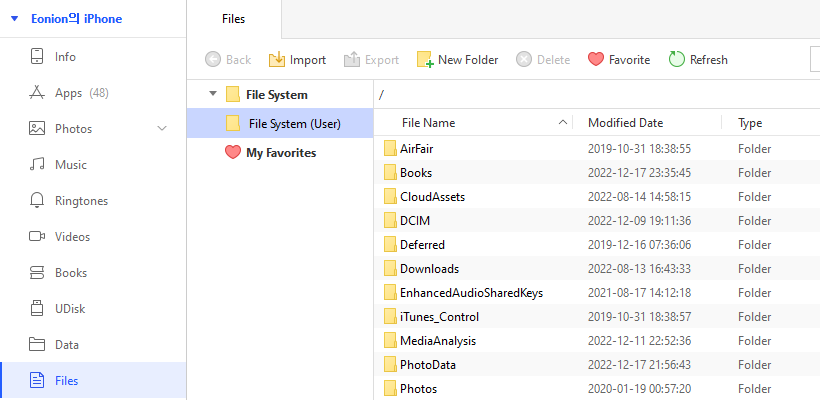 Eonion의 iPhone
Info
Apps (48)
Photos
Music
Ringtones
Videos
Books
UDisk
Data
Files
Files
Back Import Export New Folder Delete Favorite Refresh
File System
File System (User)
My Favorites
/
File Name Modified Date Type
AirFair 2019-10-31 18:38:55 Folder
Books 2022-12-17 23:35:45 Folder
CloudAssets 2022-08-14 14:58:15 Folder
DCIM 2022-12-09 19:11:36 Folder
Deferred 2019-12-16 07:36:06 Folder
Downloads 2022-08-13 16:43:33 Folder
EnhancedAudioSharedKeys 2021-08-17 14:12:18 Folder
iTunes_Control 2019-10-31 18:38:57 Folder
MediaAnalysis 2022-12-11 22:52:36 Folder
PhotoData 2022-12-17 21:56:43 Folder
Photos 2020-01-19 00:57:20 Folder